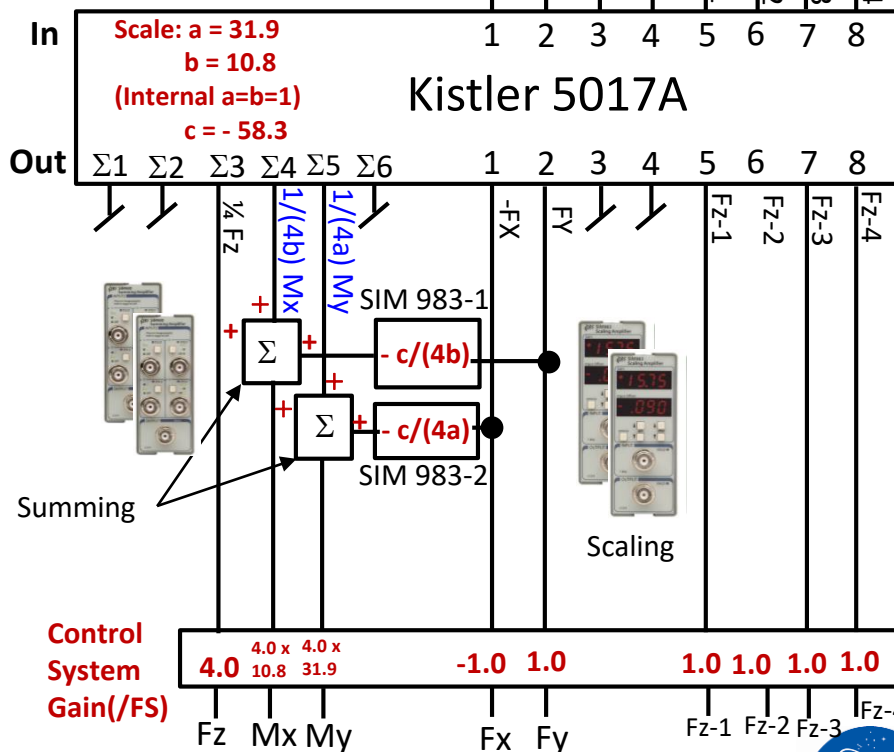 In
Scale: a = 31.9
b = 10.8
(Internal a=b=1)
c = - 58.3
1 2 3 4 5 6 7 8
Kistler 5017A
Out Σ1 Σ2 Σ3 Σ4 Σ5 Σ6 1 2 3 4 5 6 7 8
¼ Fz
1/(4b) Mx
1/(4a) My
-FX
FY
Fz-1
Fz-2
Fz-3
Fz-4
SIM 983-1
+
+ Σ + - c/(4b)
+
+ Σ + - c/(4a)
SIM 983-2
15.75
.090
Summing
Scaling
Control
System
Gain(/FS)
4.0 4.0 x 10.8 4.0 x 31.9 -1.0 1.0 1.0 1.0 1.0 1.0
Fz Mx My Fx Fy Fz-1 Fz-2 Fz-3 Fz-4